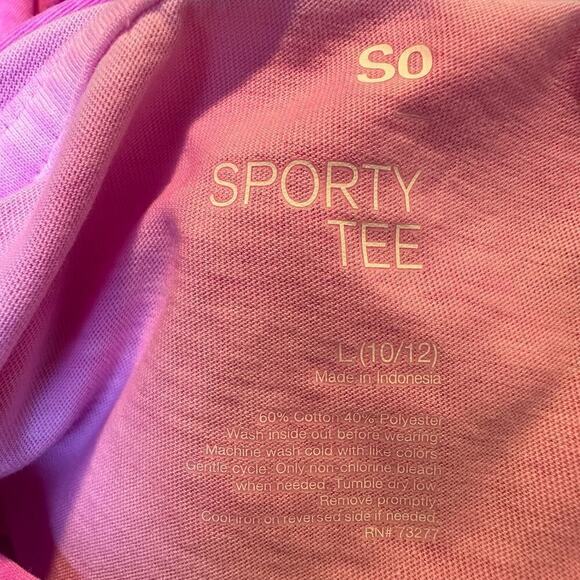 SO
SPORTY
TEE
L (10/12)
Made in Indonesia
60% Cotton 40% Polyester
Wash inside out before wearing.
Machine wash cold with like colors.
Gentle cycle. Only non-chlorine bleach
when needed. Tumble dry low.
Remove promptly.
Cool iron on reversed side if needed.
RN# 73277